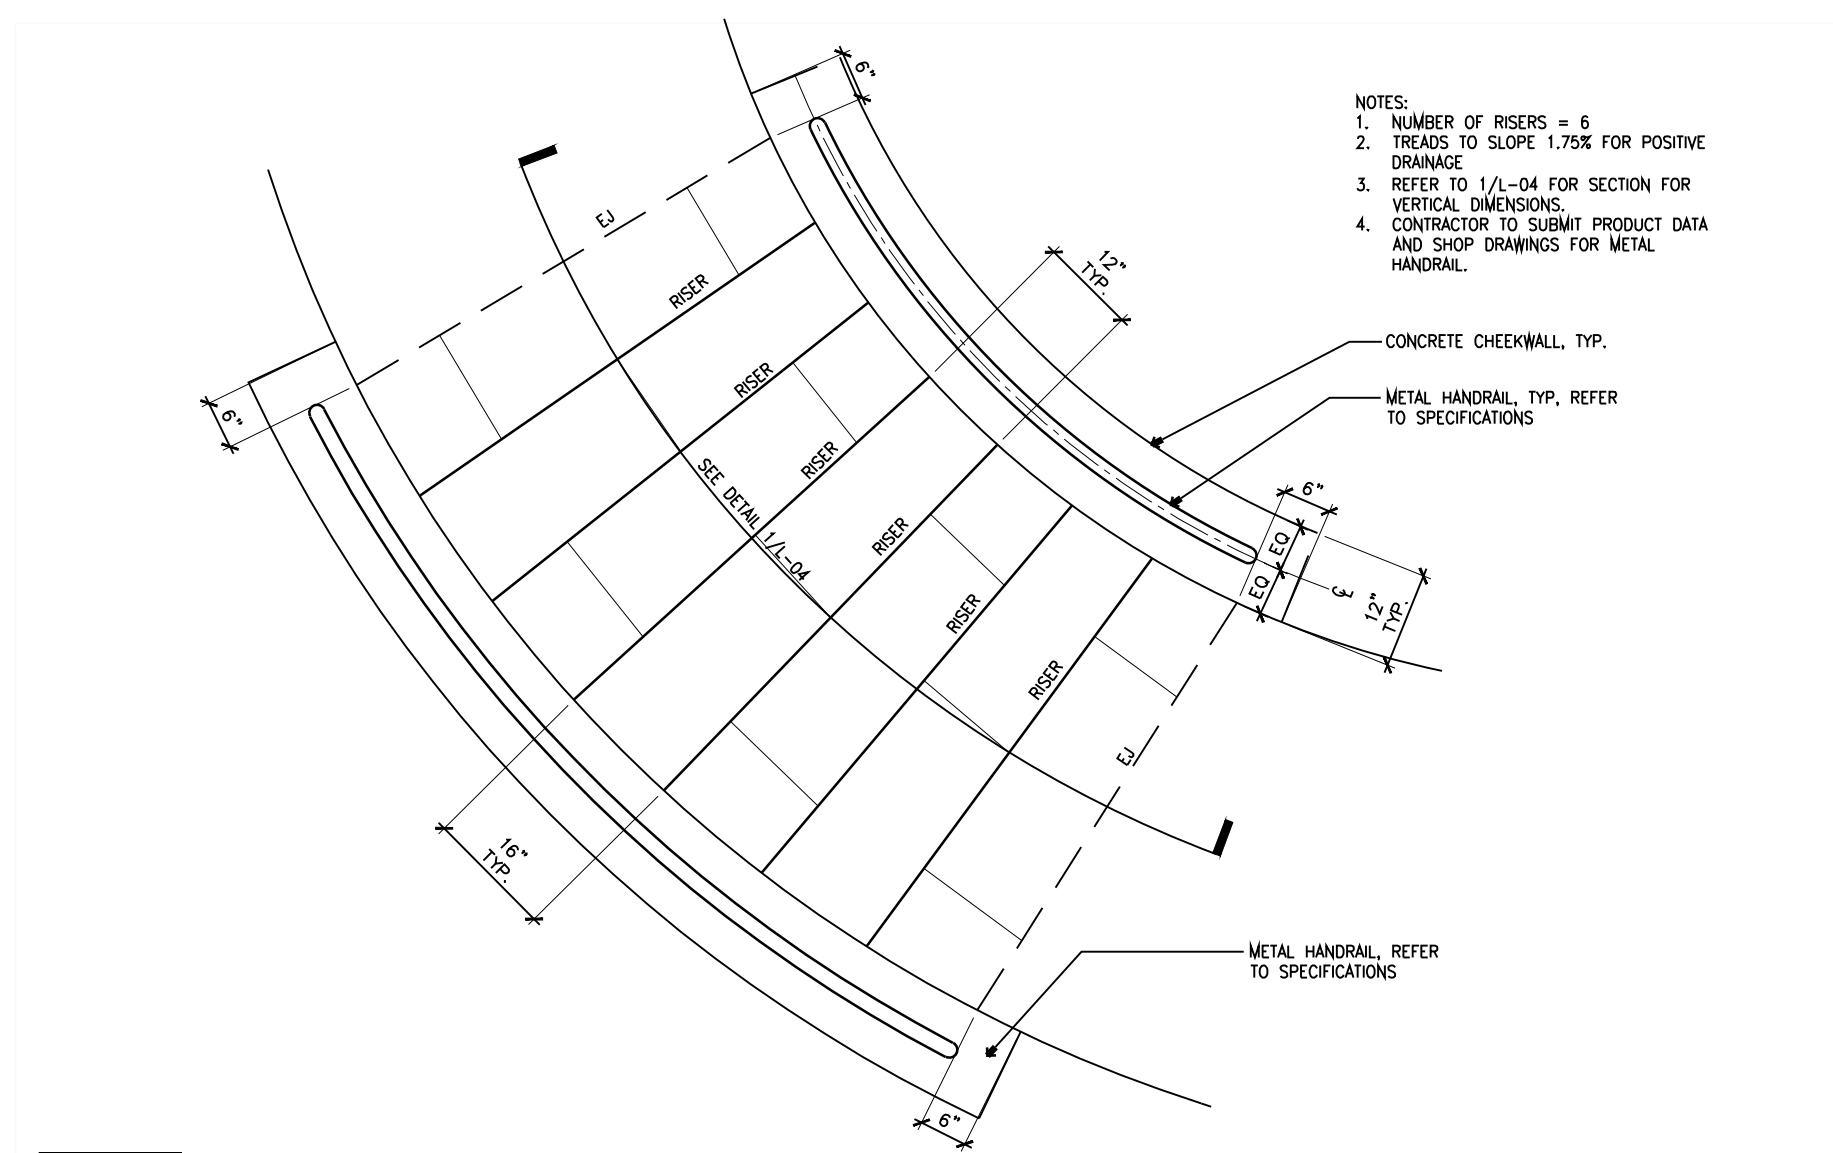 6"
NOTES:
1. NUMBER OF RISERS = 6
2. TREADS TO SLOPE 1.75% FOR POSITIVE
DRAINAGE
3. REFER TO 1/L-04 FOR SECTION FOR
VERTICAL DIMENSIONS.
4. CONTRACTOR TO SUBMIT PRODUCT DATA
AND SHOP DRAWINGS FOR METAL
HANDRAIL.
EJ
RISER
12"
TYP.
CONCRETE CHEEKWALL, TYP.
RISER
METAL HANDRAIL, TYP, REFER
TO SPECIFICATIONS
6"
RISER
SEE DETAIL 1/L-04
6"
RISER
EQ
EQ
℄
12"
TYP.
RISER
RISER
EJ
16"
TYP.
METAL HANDRAIL, REFER
TO SPECIFICATIONS
6"